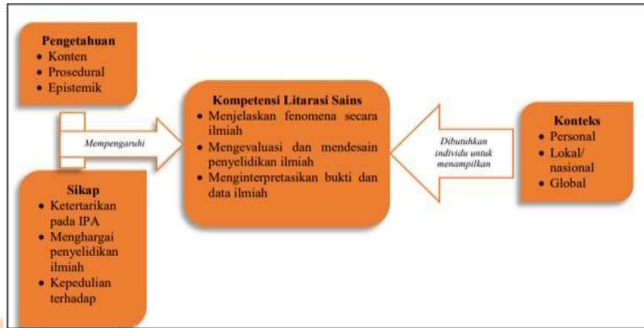 Pengetahuan
• Konten
• Prosedural
• Epistemik
Mempengaruhi
Sikap
• Ketertarikan
pada IPA
• Menghargai
penyelidikan
ilmiah
• Kepedulian
terhadap
Kompetensi Litarasi Sains
• Menjelaskan fenomena secara
ilmiah
• Mengevaluasi dan mendesain
penyelidikan ilmiah
• Menginterpretasikan bukti dan
data ilmiah
Dibutuhkan
individu untuk
menampilkan
Konteks
• Personal
• Lokal/
nasional
• Global